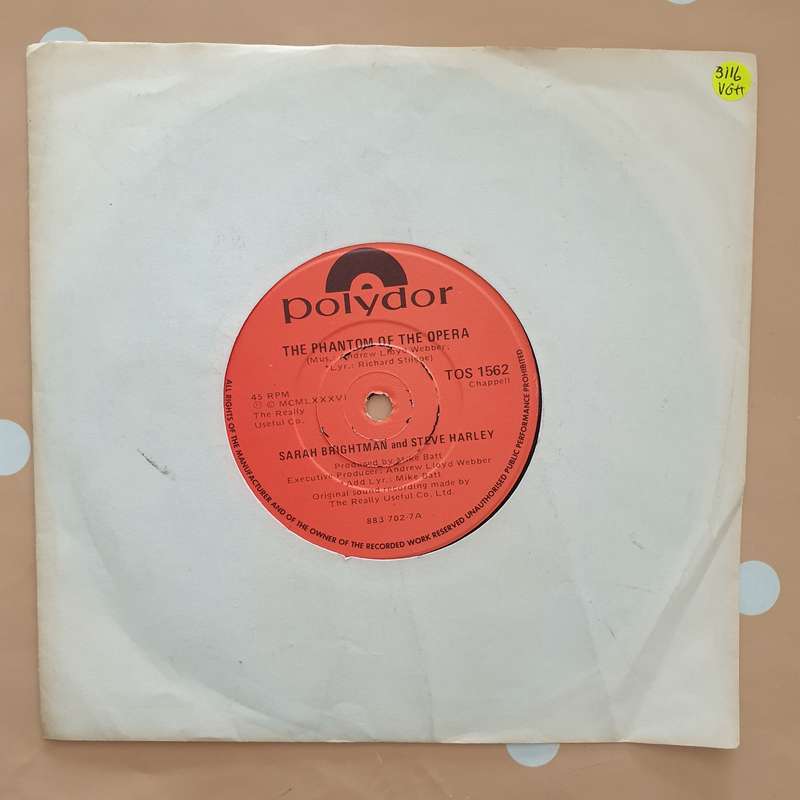 3116
VG+
polydor
THE PHANTOM OF THE OPERA
(Mus.: Andrew Lloyd Webber;
*Lyr.: Richard Stilgoe)
TOS 1562
Chappell
45 RPM
℗ © MCMLXXXVI
The Really
Useful Co.
SARAH BRIGHTMAN and STEVE HARLEY
Produced by Mike Batt
Executive Producer: Andrew Lloyd Webber
*Add Lyr.: Mike Batt
Original sound recording made by
The Really Useful Co. Ltd.
883 702-7A
ALL RIGHTS OF THE MANUFACTURER AND OF THE OWNER OF THE RECORDED WORK RESERVED UNAUTHORISED PUBLIC PERFORMANCE PROHIBITED